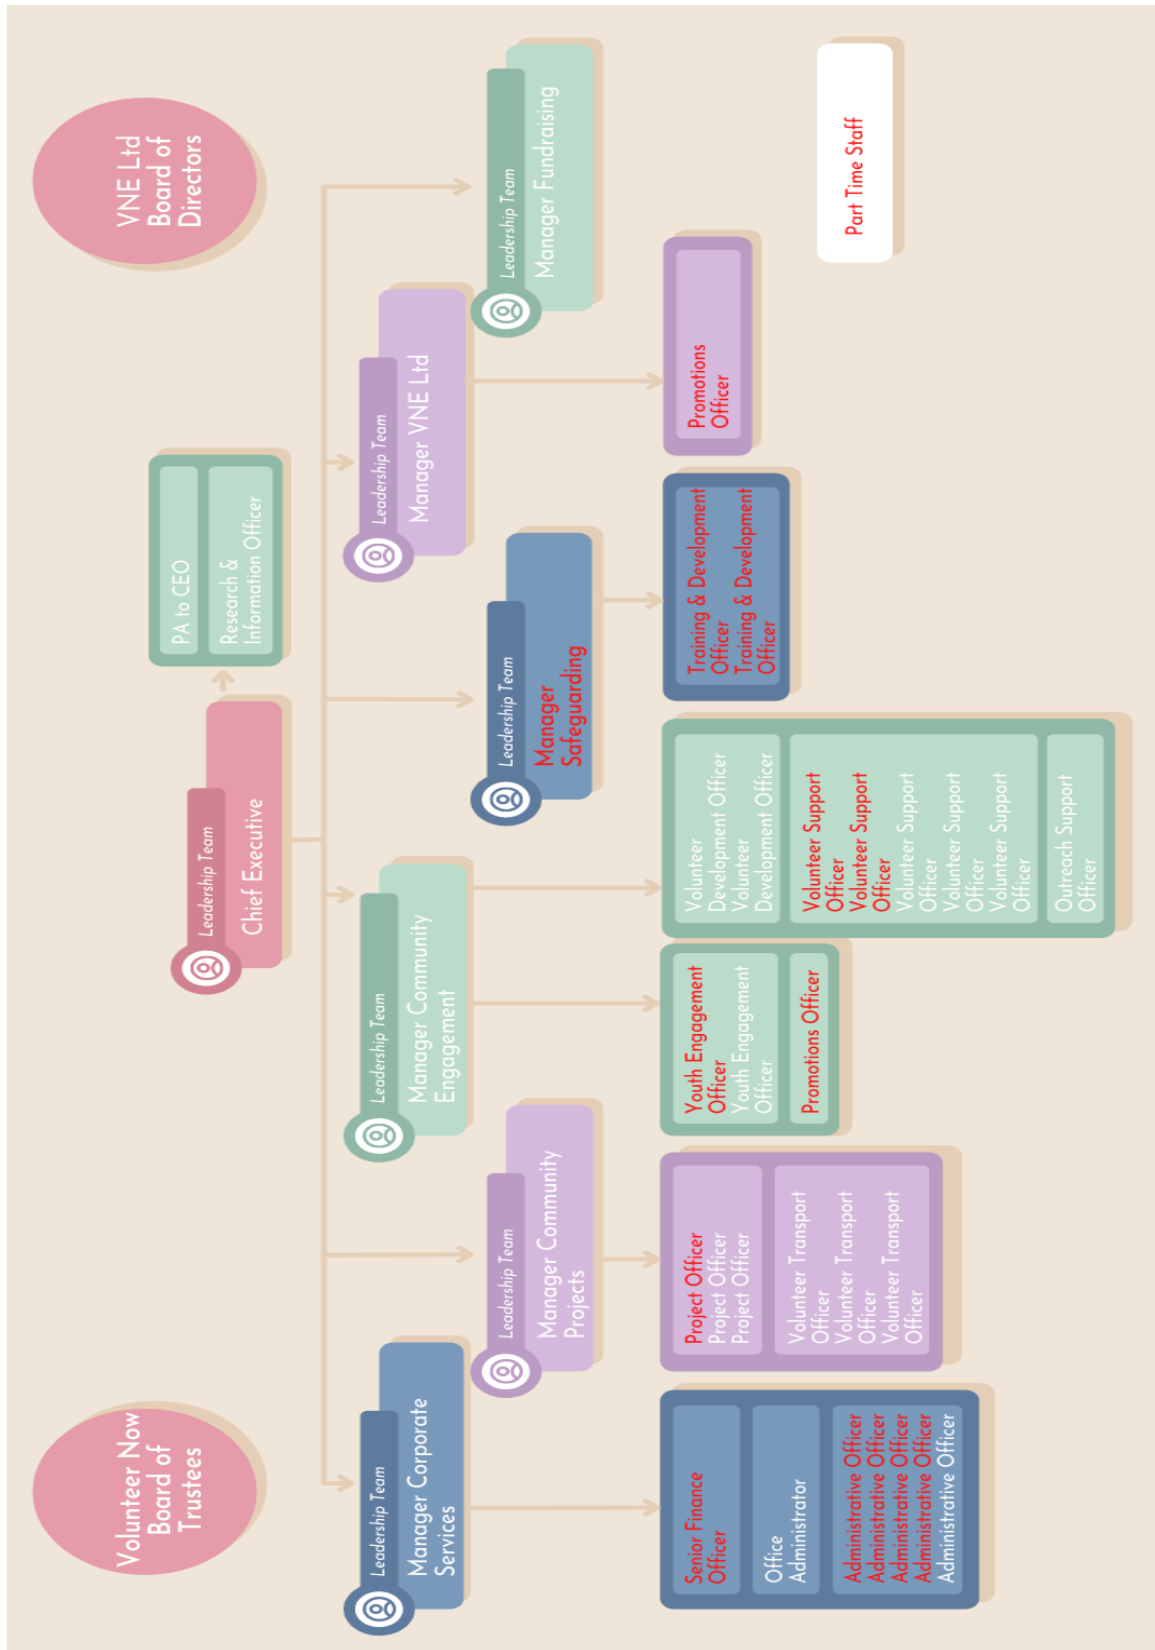 Volunteer Now
Board of
Trustees
VNE Ltd
Board of
Directors
Leadership Team
Chief Executive
PA to CEO
Research &
Information Officer
Leadership Team
Manager Corporate
Services
Leadership Team
Manager Community
Projects
Leadership Team
Manager Community
Engagement
Leadership Team
Manager
Safeguarding
Leadership Team
Manager VNE Ltd
Leadership Team
Manager Fundraising
Senior Finance
Officer
Office
Administrator
Administrative Officer
Administrative Officer
Administrative Officer
Administrative Officer
Administrative Officer
Project Officer
Project Officer
Project Officer
Volunteer Transport
Officer
Volunteer Transport
Officer
Volunteer Transport
Officer
Youth Engagement
Officer
Youth Engagement
Officer
Promotions Officer
Volunteer
Development Officer
Volunteer
Development Officer
Volunteer Support
Officer
Volunteer Support
Officer
Volunteer Support
Officer
Volunteer Support
Officer
Volunteer Support
Officer
Outreach Support
Officer
Training & Development
Officer
Training & Development
Officer
Promotions
Officer
Part Time Staff